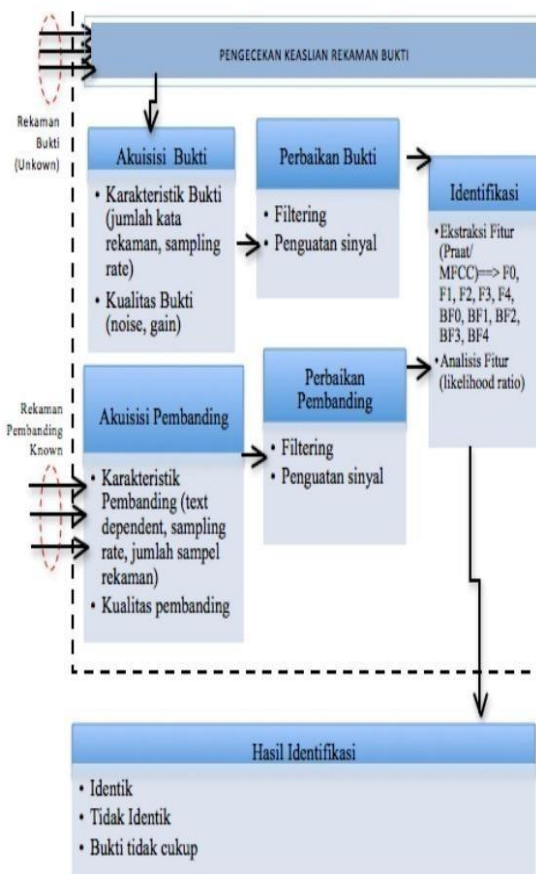 PENGECEKAN KEASLIAN REKAMAN BUKTI
Rekaman
Bukti
(Unkown)
Akuisisi Bukti
• Karakteristik Bukti
(jumlah kata
rekaman, sampling
rate)
• Kualitas Bukti
(noise, gain)
Perbaikan Bukti
• Filtering
• Penguatan sinyal
Identifikasi
•Ekstraksi Fitur
(Praat/
MFCC)==> F0,
F1, F2, F3, F4,
BF0, BF1, BF2,
BF3, BF4
•Analisis Fitur
(likelihood ratio)
Rekaman
Pembanding
Known
Akuisisi Pembanding
• Karakteristik
Pembanding (text
dependent, sampling
rate, jumlah sampel
rekaman)
• Kualitas pembanding
Perbaikan
Pembanding
• Filtering
• Penguatan sinyal
Hasil Identifikasi
• Identik
• Tidak Identik
• Bukti tidak cukup